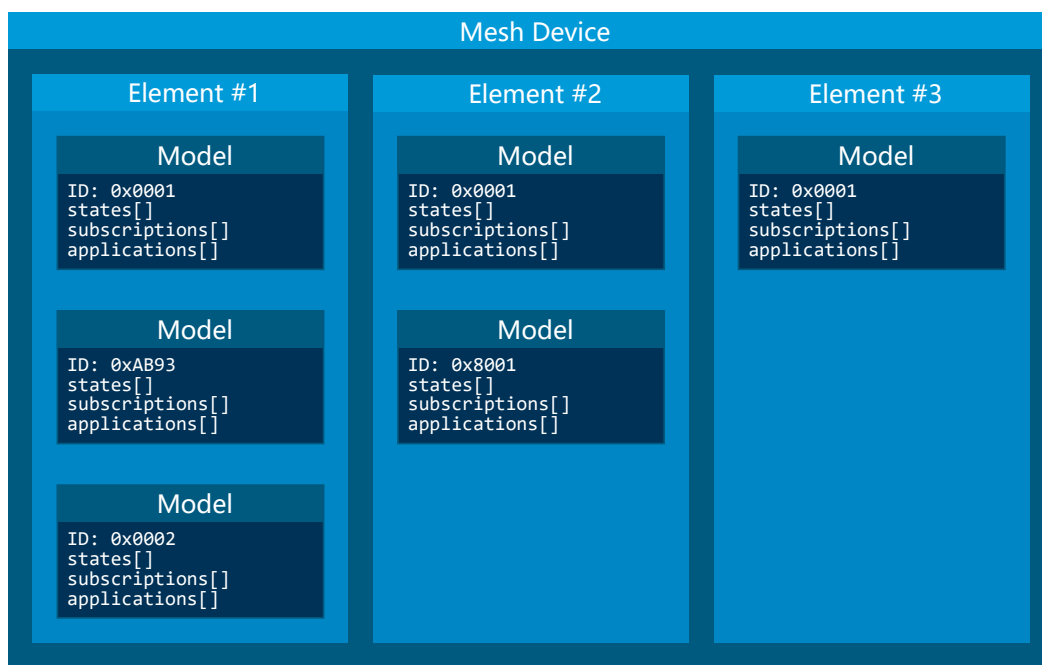 Mesh Device
Element #1
Model
ID: 0x0001
states[]
subscriptions[]
applications[]
Model
ID: 0xAB93
states[]
subscriptions[]
applications[]
Model
ID: 0x0002
states[]
subscriptions[]
applications[]
Element #2
Model
ID: 0x0001
states[]
subscriptions[]
applications[]
Model
ID: 0x8001
states[]
subscriptions[]
applications[]
Element #3
Model
ID: 0x0001
states[]
subscriptions[]
applications[]